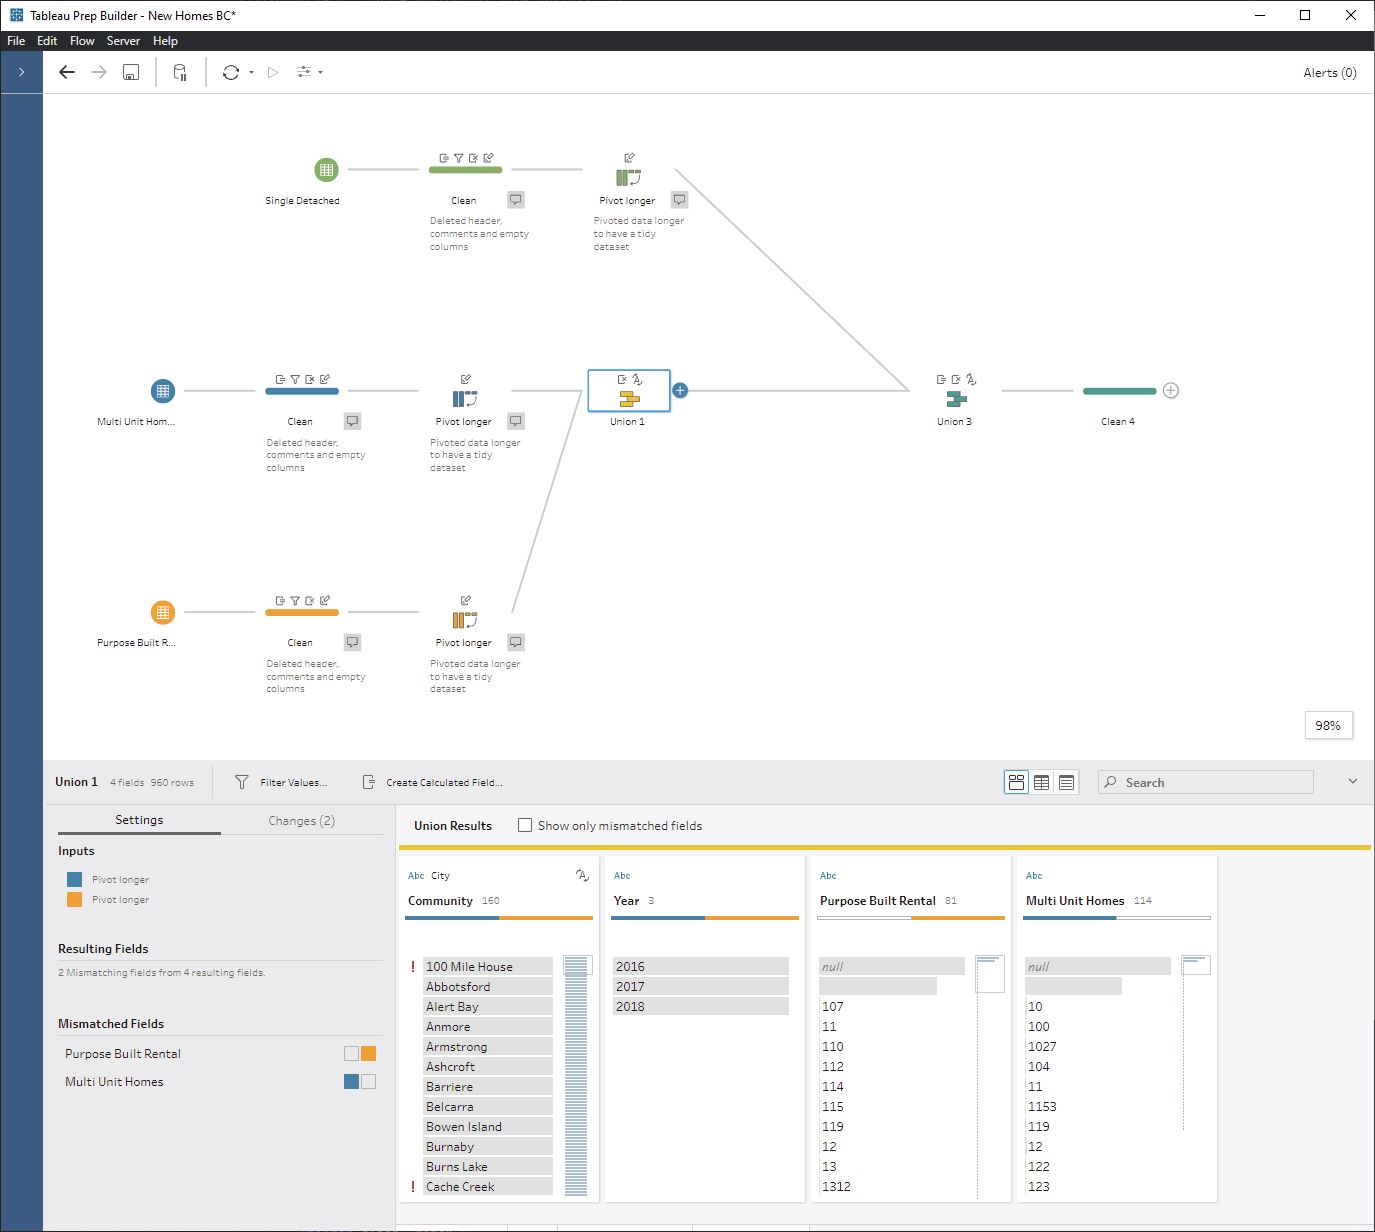 Tableau Prep Builder - New Homes BC*
File Edit Flow Server Help
Alerts (0)
Single Detached
Clean
Pivot longer
Deleted header,
comments and empty
columns
Pivoted data longer
to have a tidy
dataset
Multi Unit Hom...
Clean
Pivot longer
Union 1
Union 3
Clean 4
Deleted header,
comments and empty
columns
Pivoted data longer
to have a tidy
dataset
Purpose Built R...
Clean
Pivot longer
Deleted header,
comments and empty
columns
Pivoted data longer
to have a tidy
dataset
98%
Union 1 4 fields 960 rows Filter Values... Create Calculated Field... Search
Settings Changes (2)
Inputs
Pivot longer
Pivot longer
Resulting Fields
2 Mismatching fields from 4 resulting fields.
Mismatched Fields
Purpose Built Rental
Multi Unit Homes
Union Results Show only mismatched fields
Abc City
Community 160
! 100 Mile House
Abbotsford
Alert Bay
Anmore
Armstrong
Ashcroft
Barriere
Belcarra
Bowen Island
Burnaby
Burns Lake
! Cache Creek
Abc
Year 3
2016
2017
2018
Abc
Purpose Built Rental 81
null
107
11
110
112
114
115
119
12
13
1312
Abc
Multi Unit Homes 114
null
10
100
1027
104
11
1153
119
12
122
123